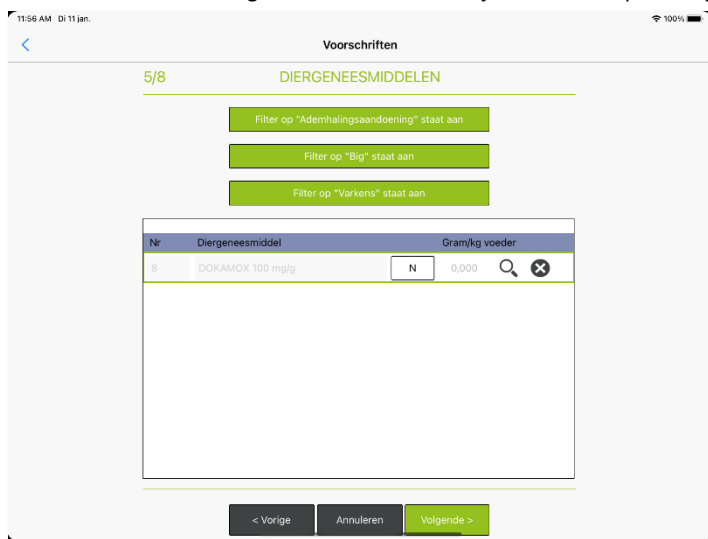 11:56 AM Di 11 jan.
100%
Voorschriften
5/8 DIERGENEESMIDDELEN
Filter op "Ademhalingsaandoening" staat aan
Filter op "Big" staat aan
Filter op "Varkens" staat aan
Nr Diergeneesmiddel Gram/kg voeder
8 DOKAMOX 100 mg/g N 0,000
< Vorige Annuleren Volgende >